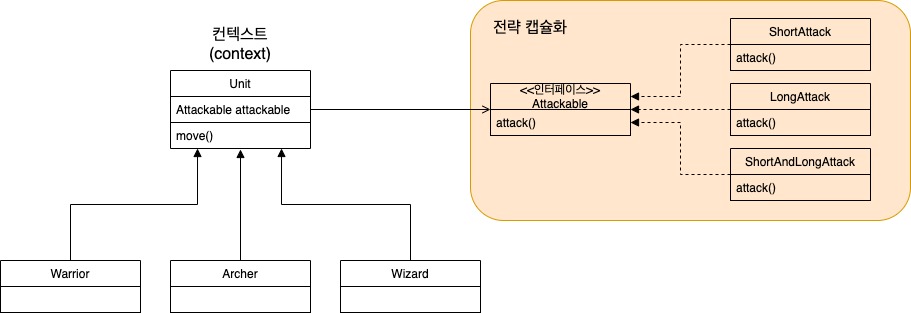 컨텍스트
(context)
Unit
Attackable attackable
move()
Warrior
Archer
Wizard
전략 캡슐화
<<인터페이스>>
Attackable
attack()
ShortAttack
attack()
LongAttack
attack()
ShortAndLongAttack
attack()